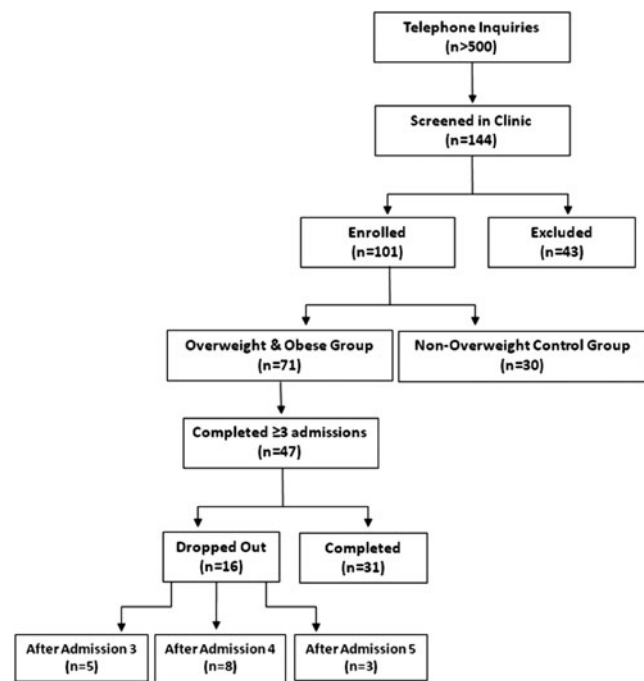 Telephone Inquiries
(n>500)
Screened in Clinic
(n=144)
Enrolled
(n=101)
Excluded
(n=43)
Overweight & Obese Group
(n=71)
Non-Overweight Control Group
(n=30)
Completed ≥3 admissions
(n=47)
Dropped Out
(n=16)
Completed
(n=31)
After Admission 3
(n=5)
After Admission 4
(n=8)
After Admission 5
(n=3)